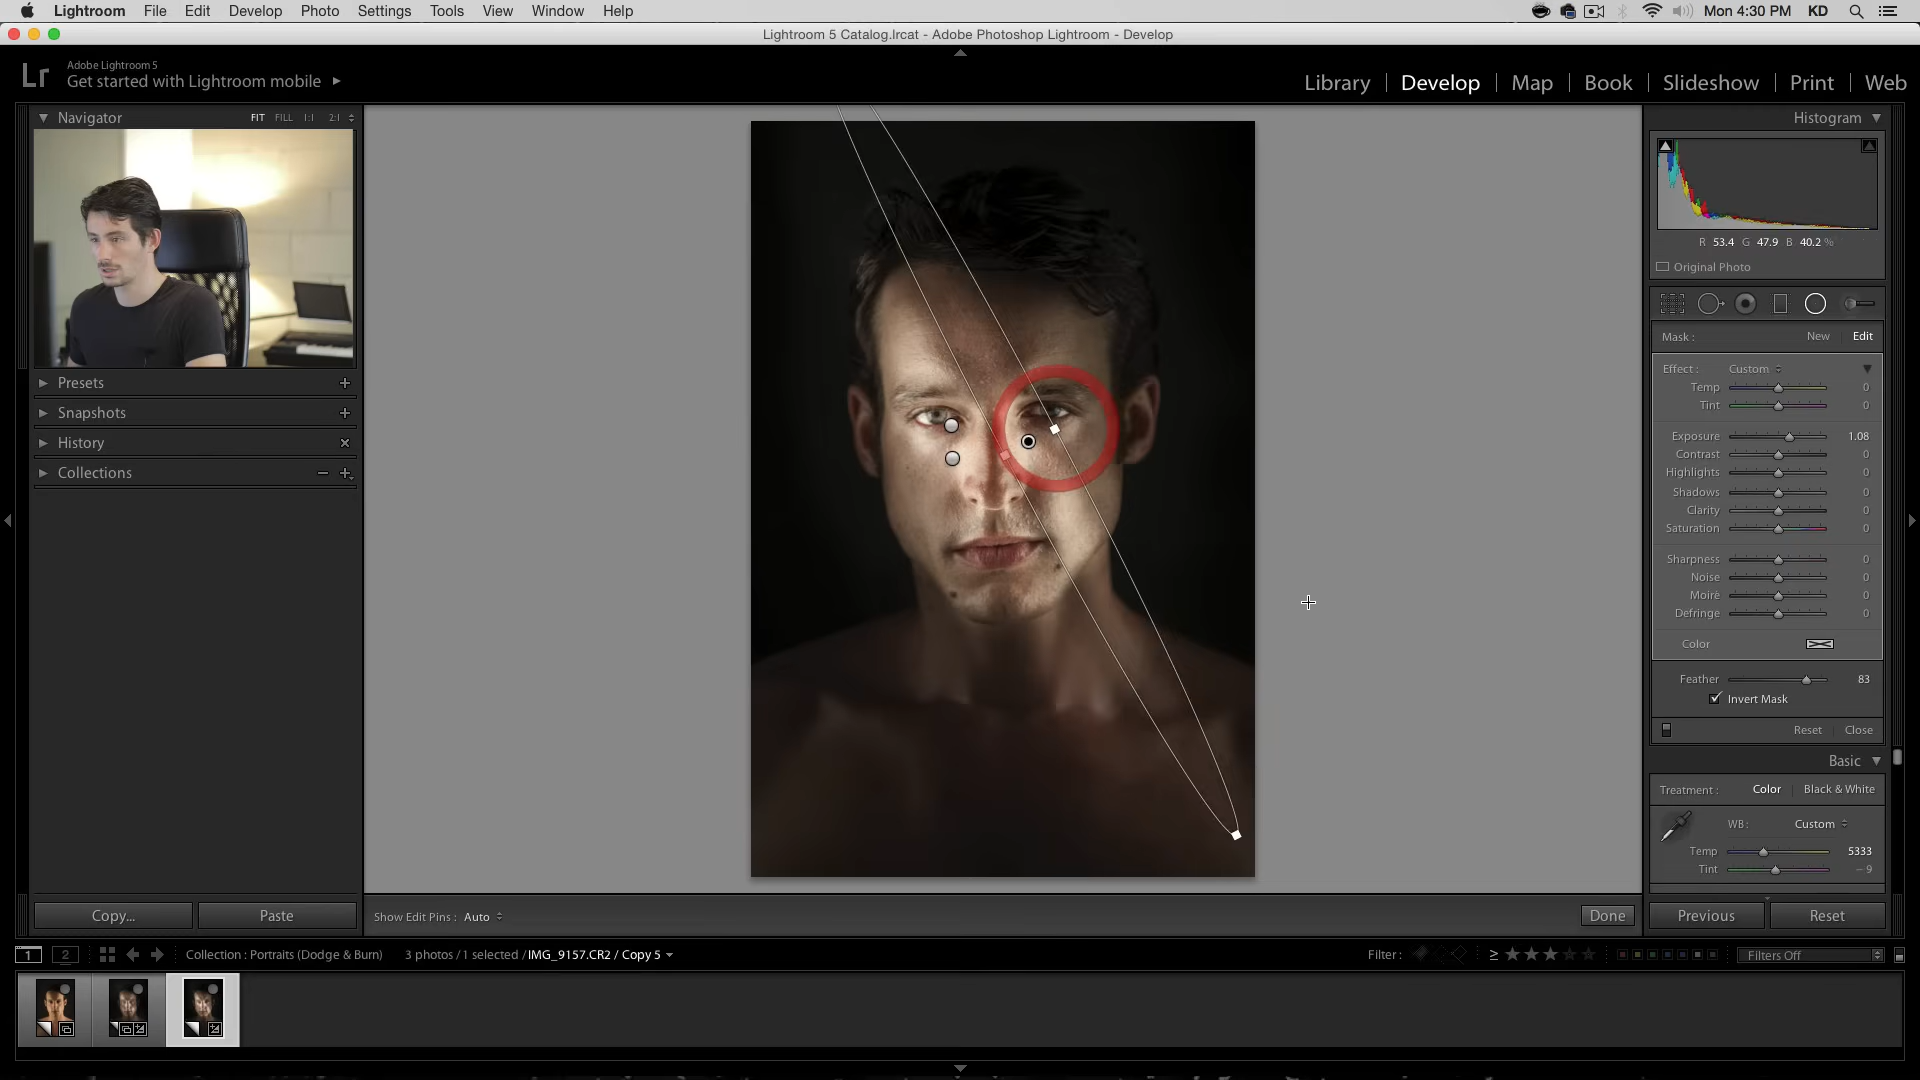 Lightroom File Edit Develop Photo Settings Tools View Window Help Mon 4:30 PM KD
Lightroom 5 Catalog.lrcat - Adobe Photoshop Lightroom - Develop
Lr Adobe Lightroom 5
Get started with Lightroom mobile
Library | Develop | Map | Book | Slideshow | Print | Web
Navigator FIT FILL 1:1 2:1
Presets
Snapshots
History
Collections
Copy... Paste
Show Edit Pins : Auto Done
Histogram
R 53.4 G 47.9 B 40.2 %
Original Photo
Mask : New Edit
Effect : Custom
Temp 0
Tint 0
Exposure 1.08
Contrast 0
Highlights 0
Shadows 0
Clarity 0
Saturation 0
Sharpness 0
Noise 0
Moirè 0
Defringe 0
Color
Feather 83
Invert Mask
Reset Close
Basic
Treatment : Color Black & White
WB : Custom
Temp 5333
Tint – 9
Previous Reset
1 2 Collection : Portraits (Dodge & Burn) 3 photos / 1 selected / IMG_9157.CR2 / Copy 5 Filter : ≥ Filters Off